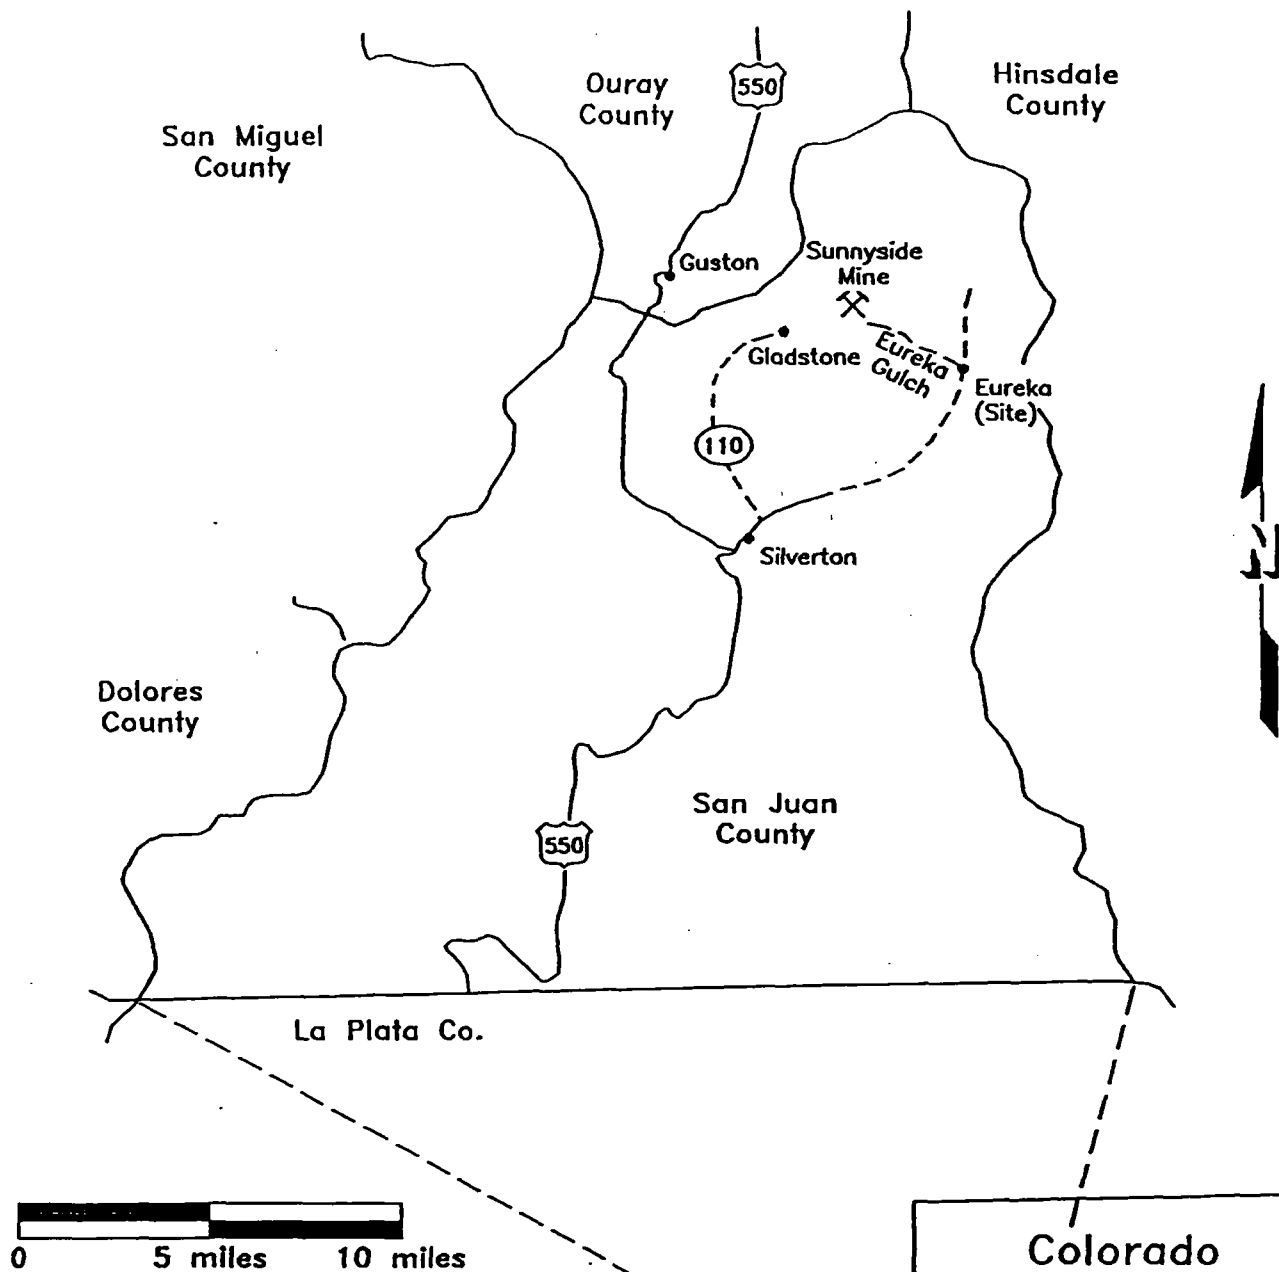 Ouray
County
550
Hinsdale
County
San Miguel
County
Guston
Sunnyside
Mine
Gladstone
Eureka
Gulch
Eureka
(Site)
110
Silverton
N
Dolores
County
San Juan
County
550
La Plata Co.
0 5 miles 10 miles
Colorado